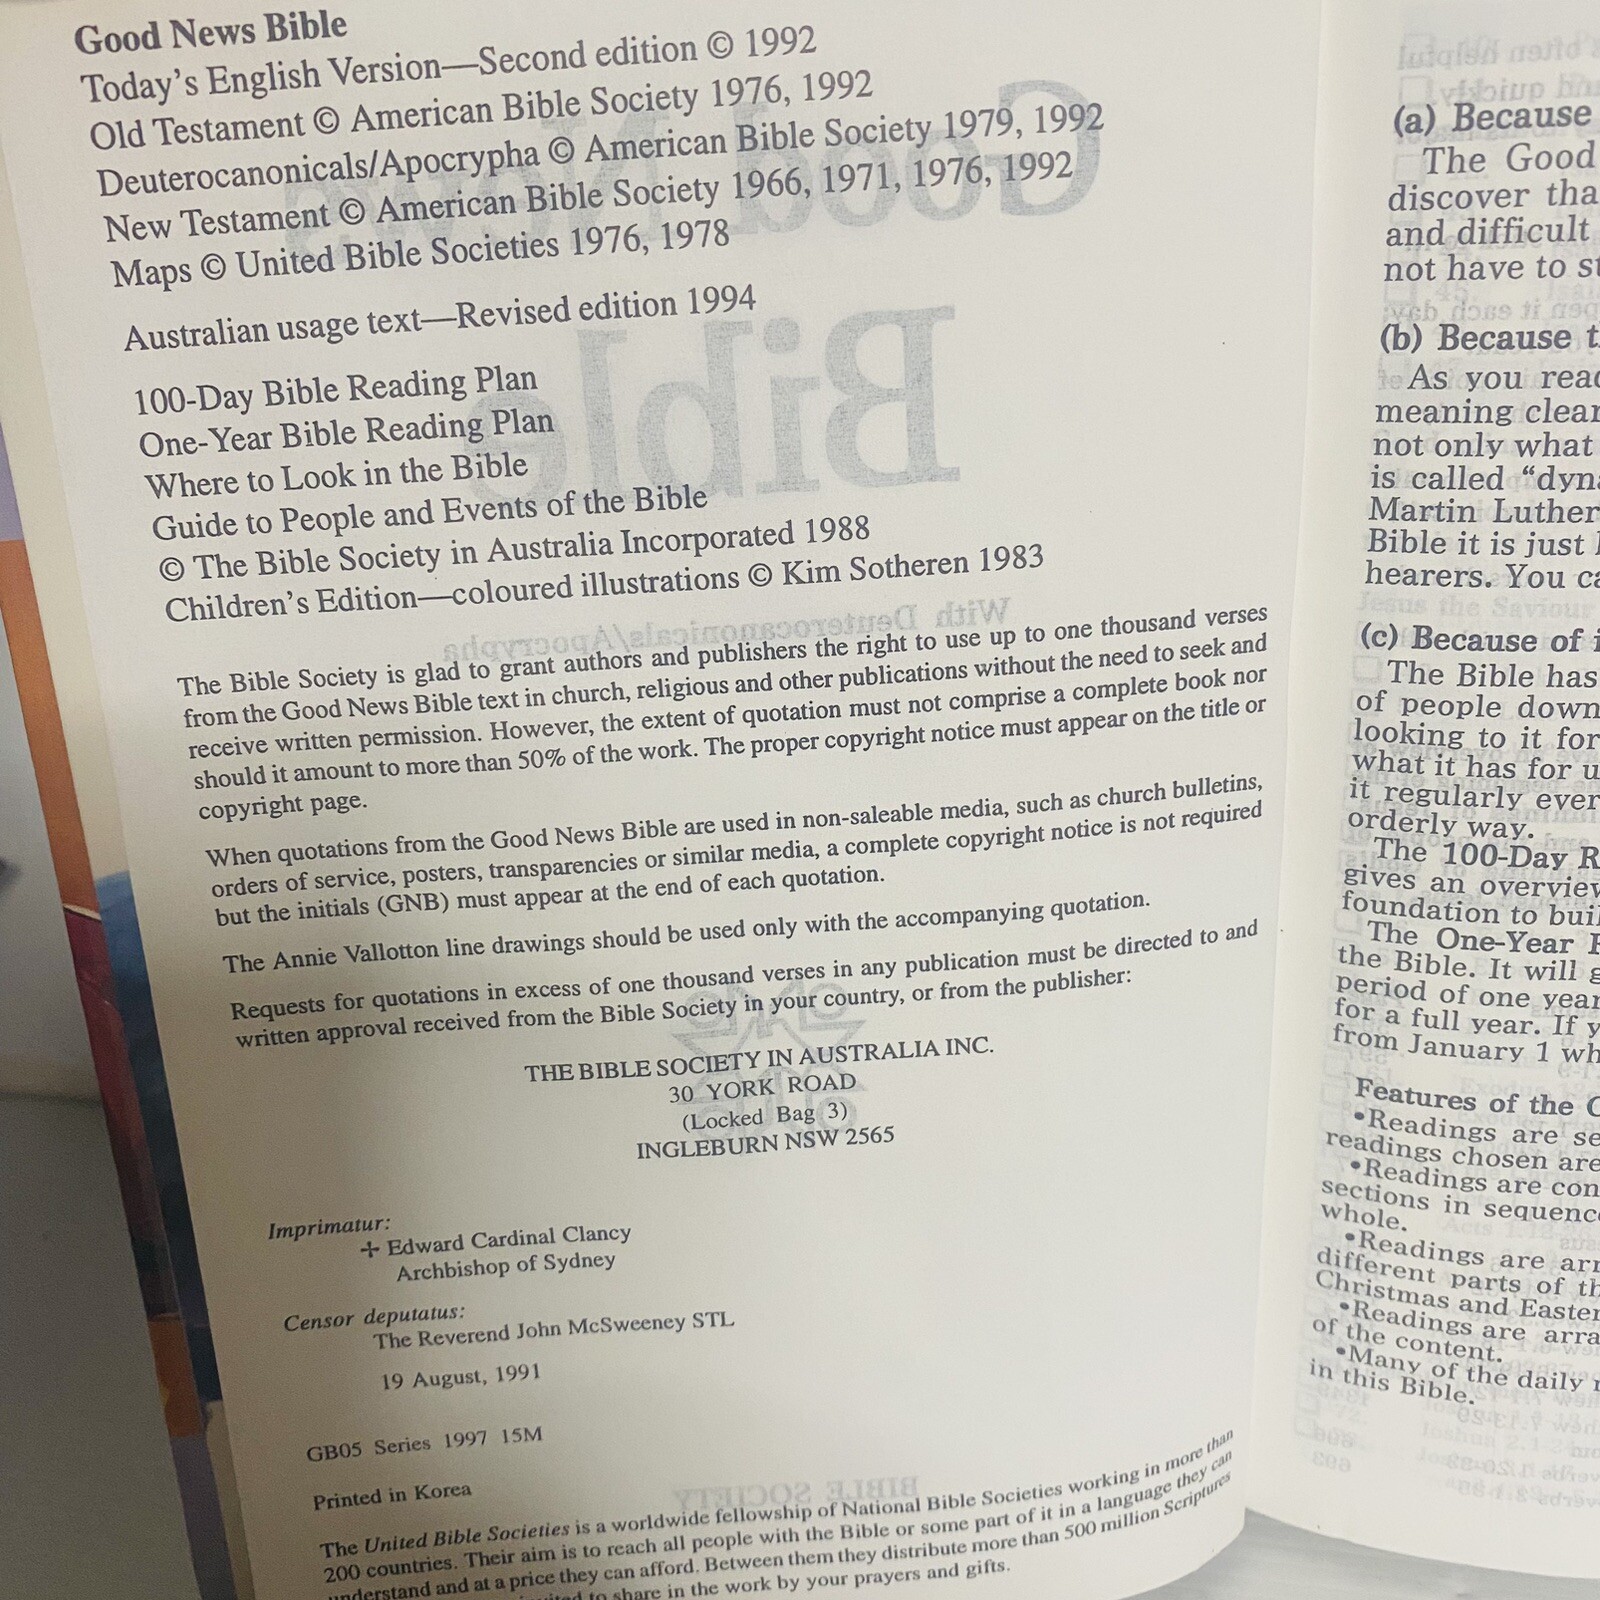 Good News Bible
Today's English Version—Second edition © 1992
Old Testament © American Bible Society 1976, 1992
Deuterocanonicals/Apocrypha © American Bible Society 1979, 1992
New Testament © American Bible Society 1966, 1971, 1976, 1992
Maps © United Bible Societies 1976, 1978
Australian usage text—Revised edition 1994
100-Day Bible Reading Plan
One-Year Bible Reading Plan
Where to Look in the Bible
Guide to People and Events of the Bible
© The Bible Society in Australia Incorporated 1988
Children's Edition—coloured illustrations © Kim Sotheren 1983
The Bible Society is glad to grant authors and publishers the right to use up to one thousand verses
from the Good News Bible text in church, religious and other publications without the need to seek and
receive written permission. However, the extent of quotation must not comprise a complete book nor
should it amount to more than 50% of the work. The proper copyright notice must appear on the title or
copyright page.
When quotations from the Good News Bible are used in non-saleable media, such as church bulletins,
orders of service, posters, transparencies or similar media, a complete copyright notice is not required
but the initials (GNB) must appear at the end of each quotation.
The Annie Vallotton line drawings should be used only with the accompanying quotation.
Requests for quotations in excess of one thousand verses in any publication must be directed to and
written approval received from the Bible Society in your country, or from the publisher:
THE BIBLE SOCIETY IN AUSTRALIA INC.
30 YORK ROAD
(Locked Bag 3)
INGLEBURN NSW 2565
Imprimatur:
+ Edward Cardinal Clancy
Archbishop of Sydney
Censor deputatus:
The Reverend John McSweeney STL
19 August, 1991
GB05 Series 1997 15M
Printed in Korea
The United Bible Societies is a worldwide fellowship of National Bible Societies working in more than
200 countries. Their aim is to reach all people with the Bible or some part of it in a language they can
understand and at a price they can afford. Between them they distribute more than 500 million Scriptures
to share in the work by your prayers and gifts.
(a) Because
The Good
discover
and difficult
not have to
(b) Because
As you
meaning
not only what
is called
Martin Luther
Bible it is just
hearers. You
(c) Because of
The Bible has
of people down
looking to it for
what it has for
it regularly
orderly way.
The 100-Day
gives an
foundation to
The One-Year
the Bible. It will
period of one year
for a full year. If
from January 1
Features of the
•Readings are
readings chosen are
•Readings are
sections in
whole.
•Readings are
different parts of
Christmas and Easter
•Readings are
of the content.
•Many of the daily
in this Bible.